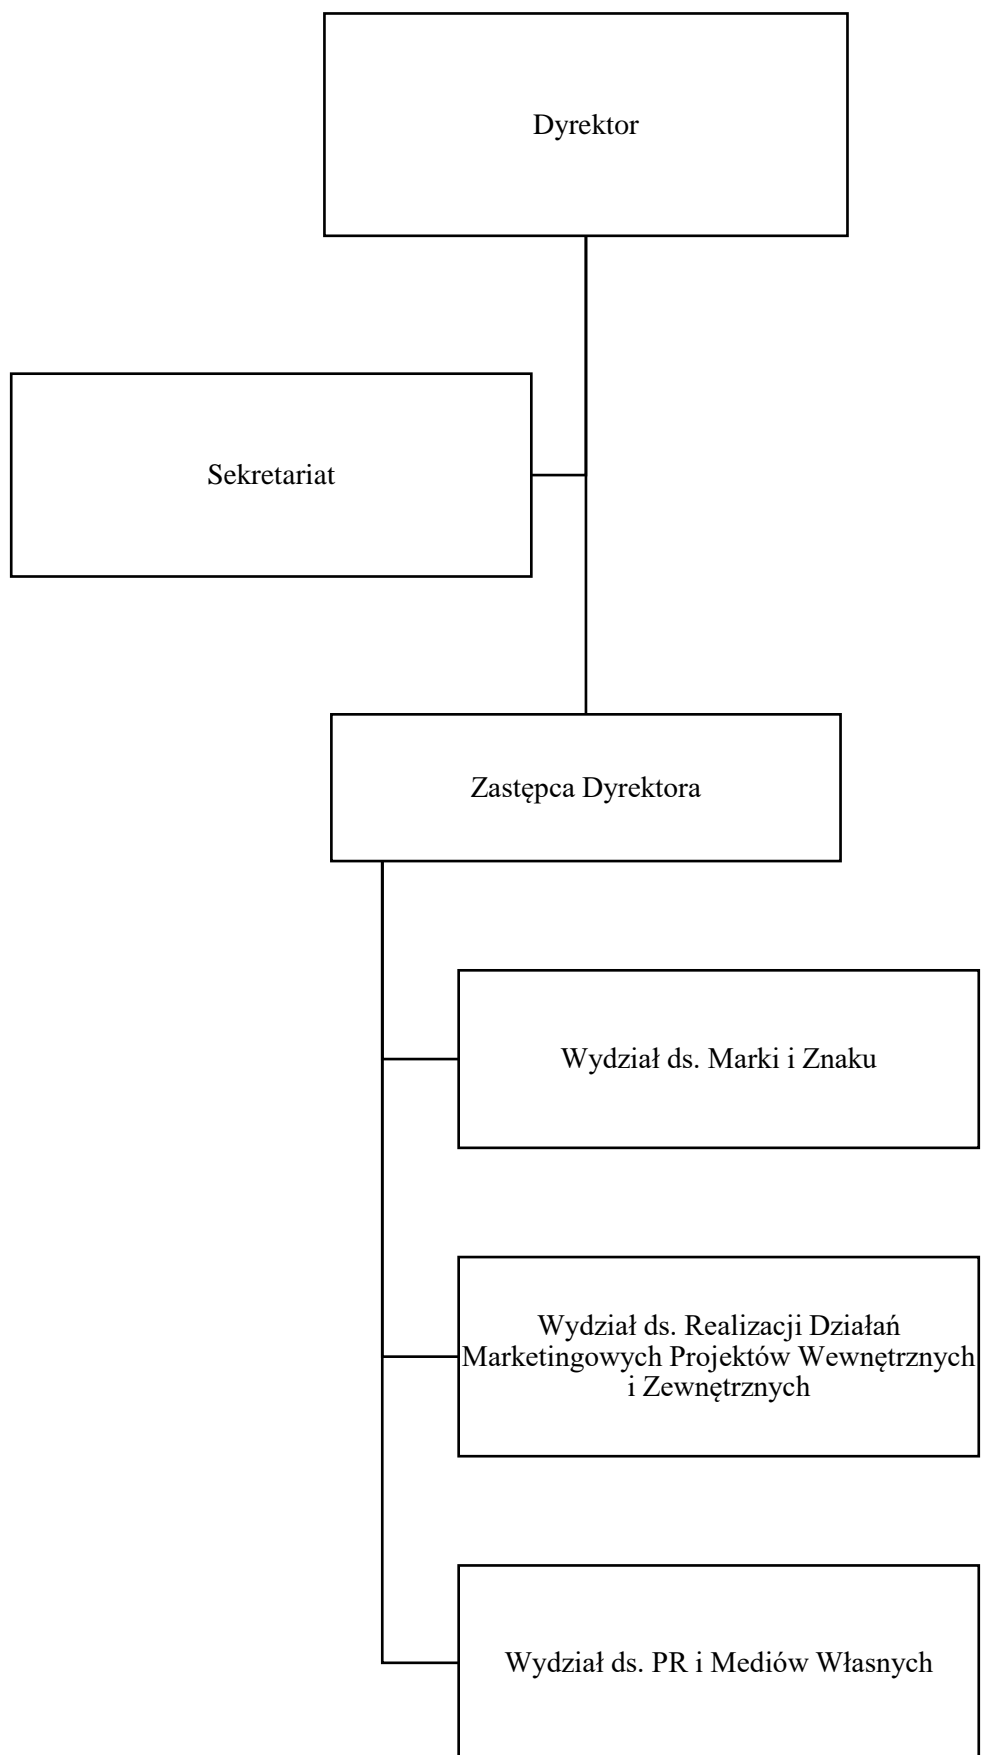 Dyrektor
Sekretariat
Zastępca Dyrektora
Wydział ds. Marki i Znaku
Wydział ds. Realizacji Działań
Marketingowych Projektów Wewnętrznych
i Zewnętrznych
Wydział ds. PR i Mediów Własnych